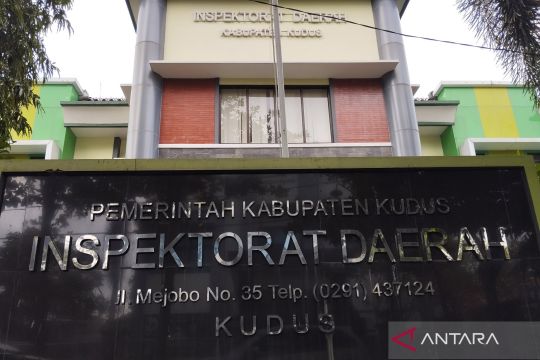 INSPEKTORAT DAERAH
KABUPATEN KUDUS
PEMERINTAH KABUPATEN KUDUS
INSPEKTORAT DAERAH
Jl. Mejobo No. 35 Telp. (0291) 437124
KUDUS
ANTARA